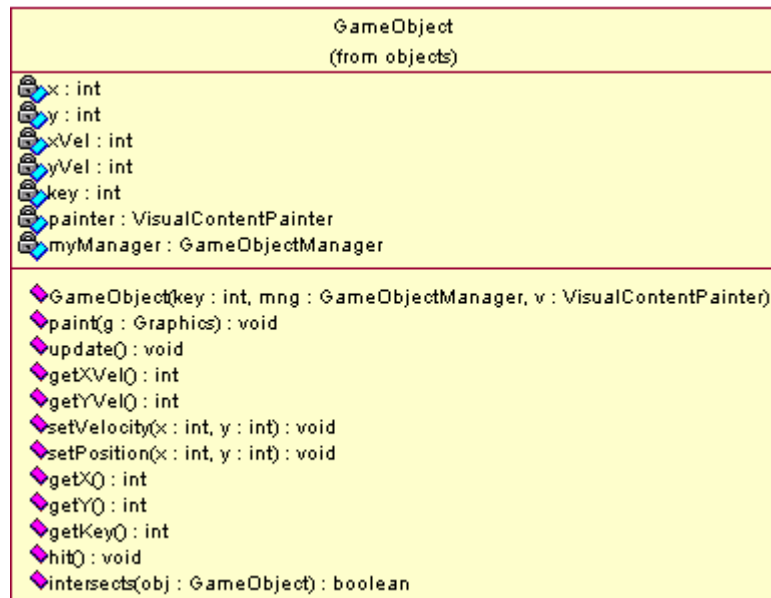 GameObject
(from objects)
x : int
y : int
xVel : int
yVel : int
key : int
painter : VisualContentPainter
myManager : GameObjectManager
GameObject(key : int, mng : GameObjectManager, v : VisualContentPainter)
paint(g : Graphics) : void
update() : void
getXVel() : int
getYVel() : int
setVelocity(x : int, y : int) : void
setPosition(x : int, y : int) : void
getX() : int
getY() : int
getKey() : int
hit() : void
intersects(obj : GameObject) : boolean